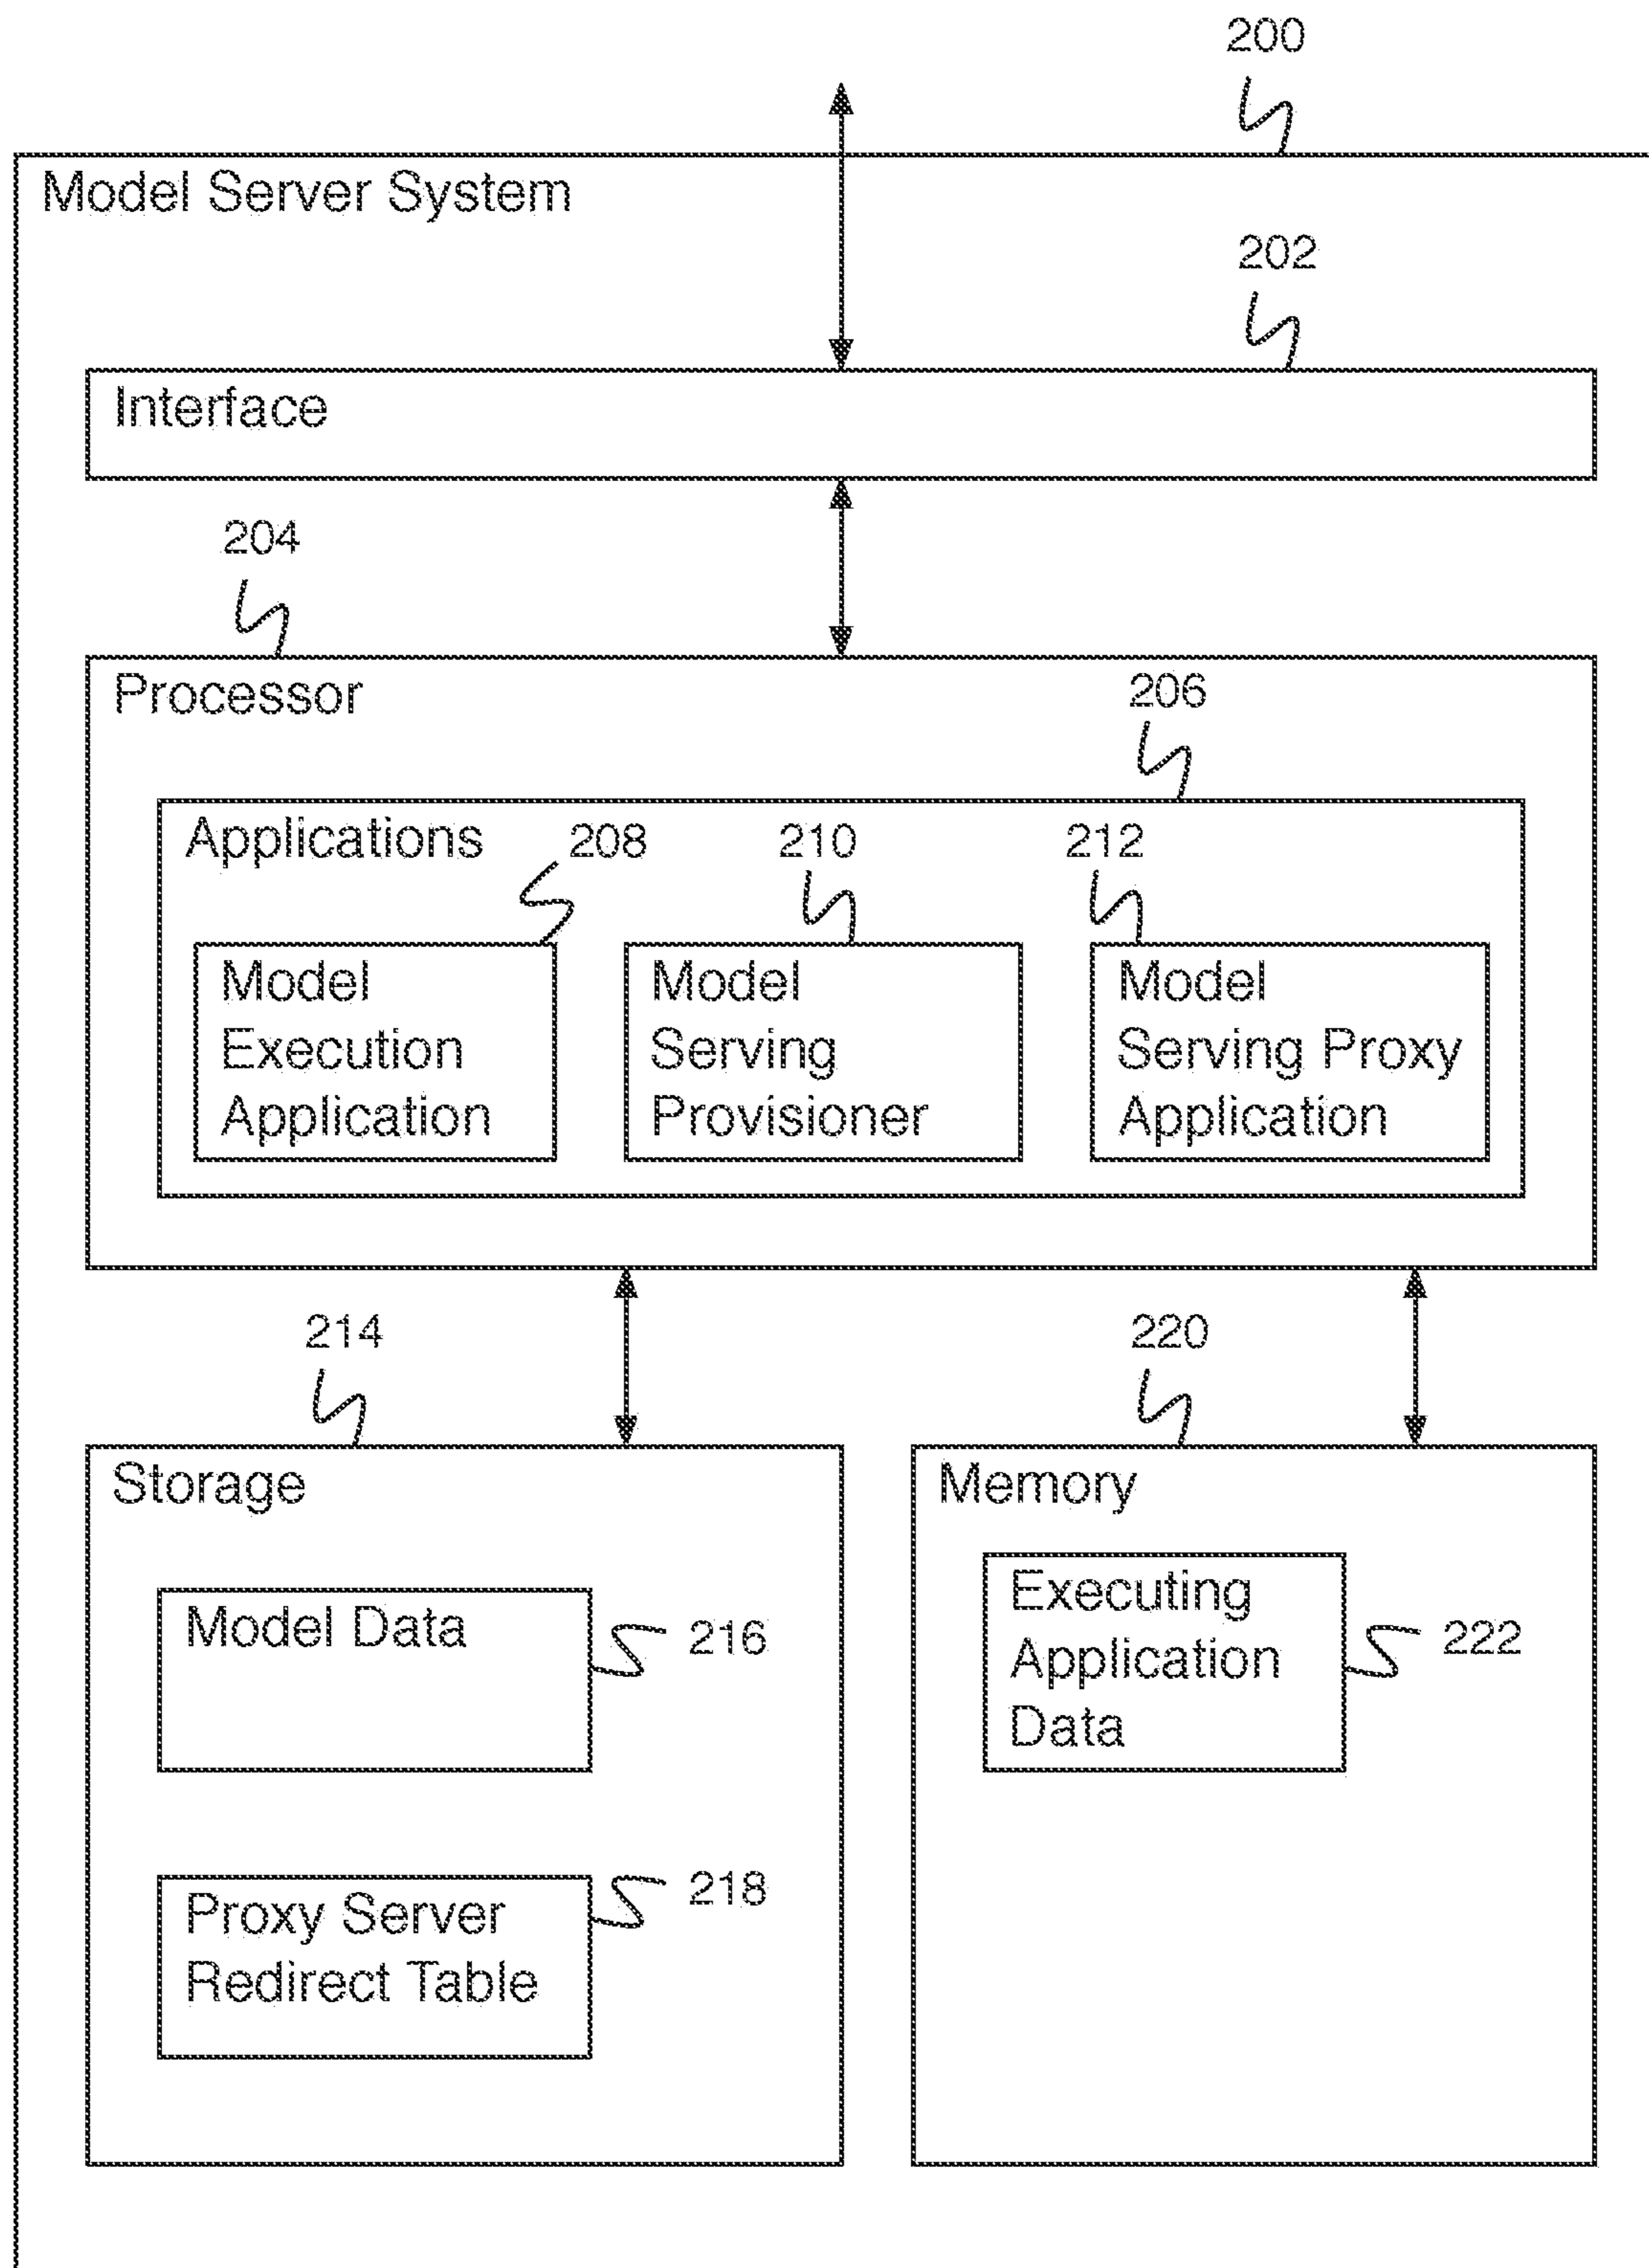 200
Model Server System
202
Interface
204
Processor
206
Applications
208
210
212
Model
Execution
Application
Model
Serving
Provisioner
Model
Serving Proxy
Application
214
220
Storage
Memory
Model Data
216
Executing
Application
Data
222
Proxy Server
Redirect Table
218